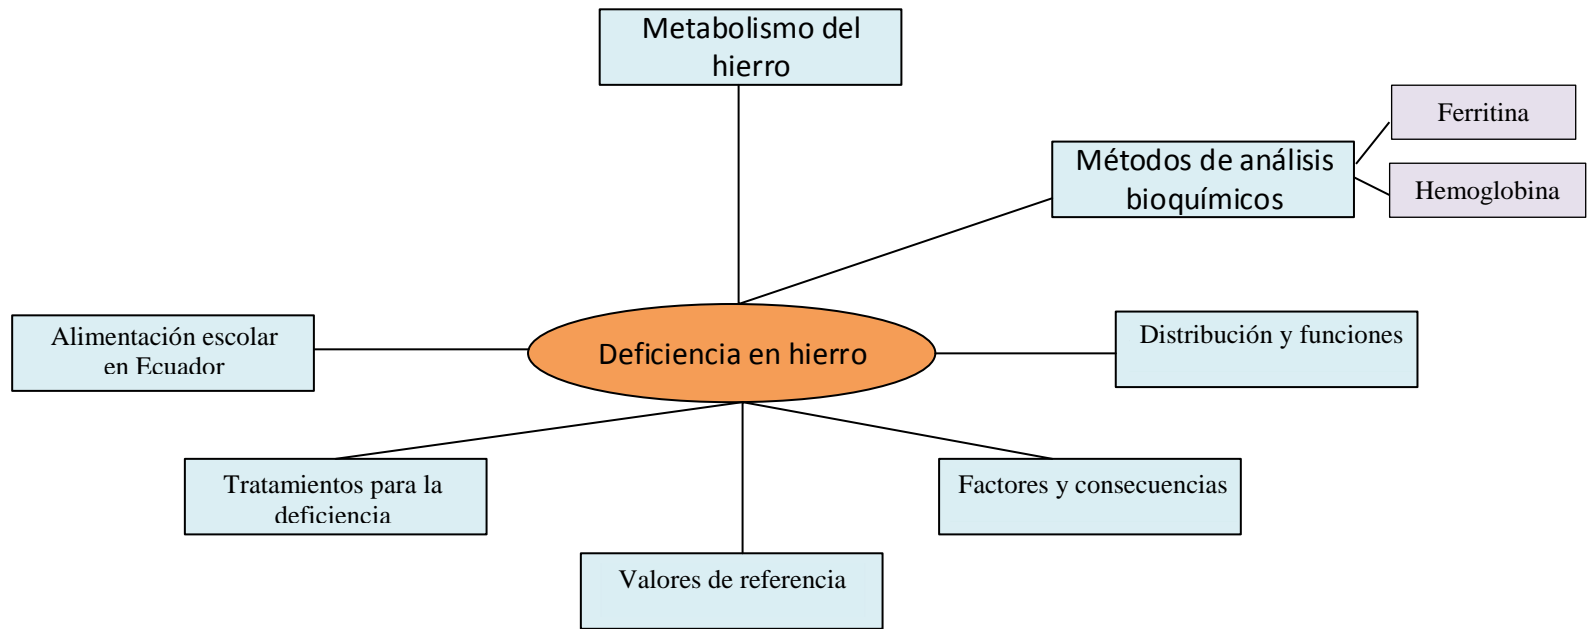 Metabolismo del
hierro
Ferritina
Métodos de análisis
bioquímicos
Hemoglobina
Alimentación escolar
en Ecuador
Deficiencia en hierro
Distribución y funciones
Tratamientos para la
deficiencia
Factores y consecuencias
Valores de referencia